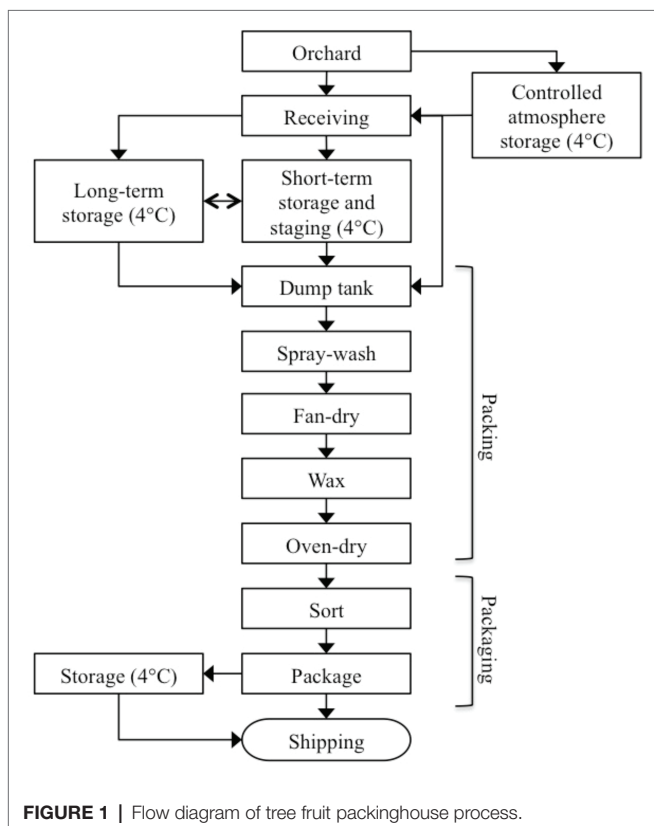 Orchard
Controlled
atmosphere
storage (4°C)
Receiving
Long-term
storage (4°C)
Short-term
storage and
staging (4°C)
Dump tank
Spray-wash
Fan-dry
Wax
Oven-dry
Packing
Sort
Package
Packaging
Storage (4°C)
Shipping
FIGURE 1 | Flow diagram of tree fruit packinghouse process.